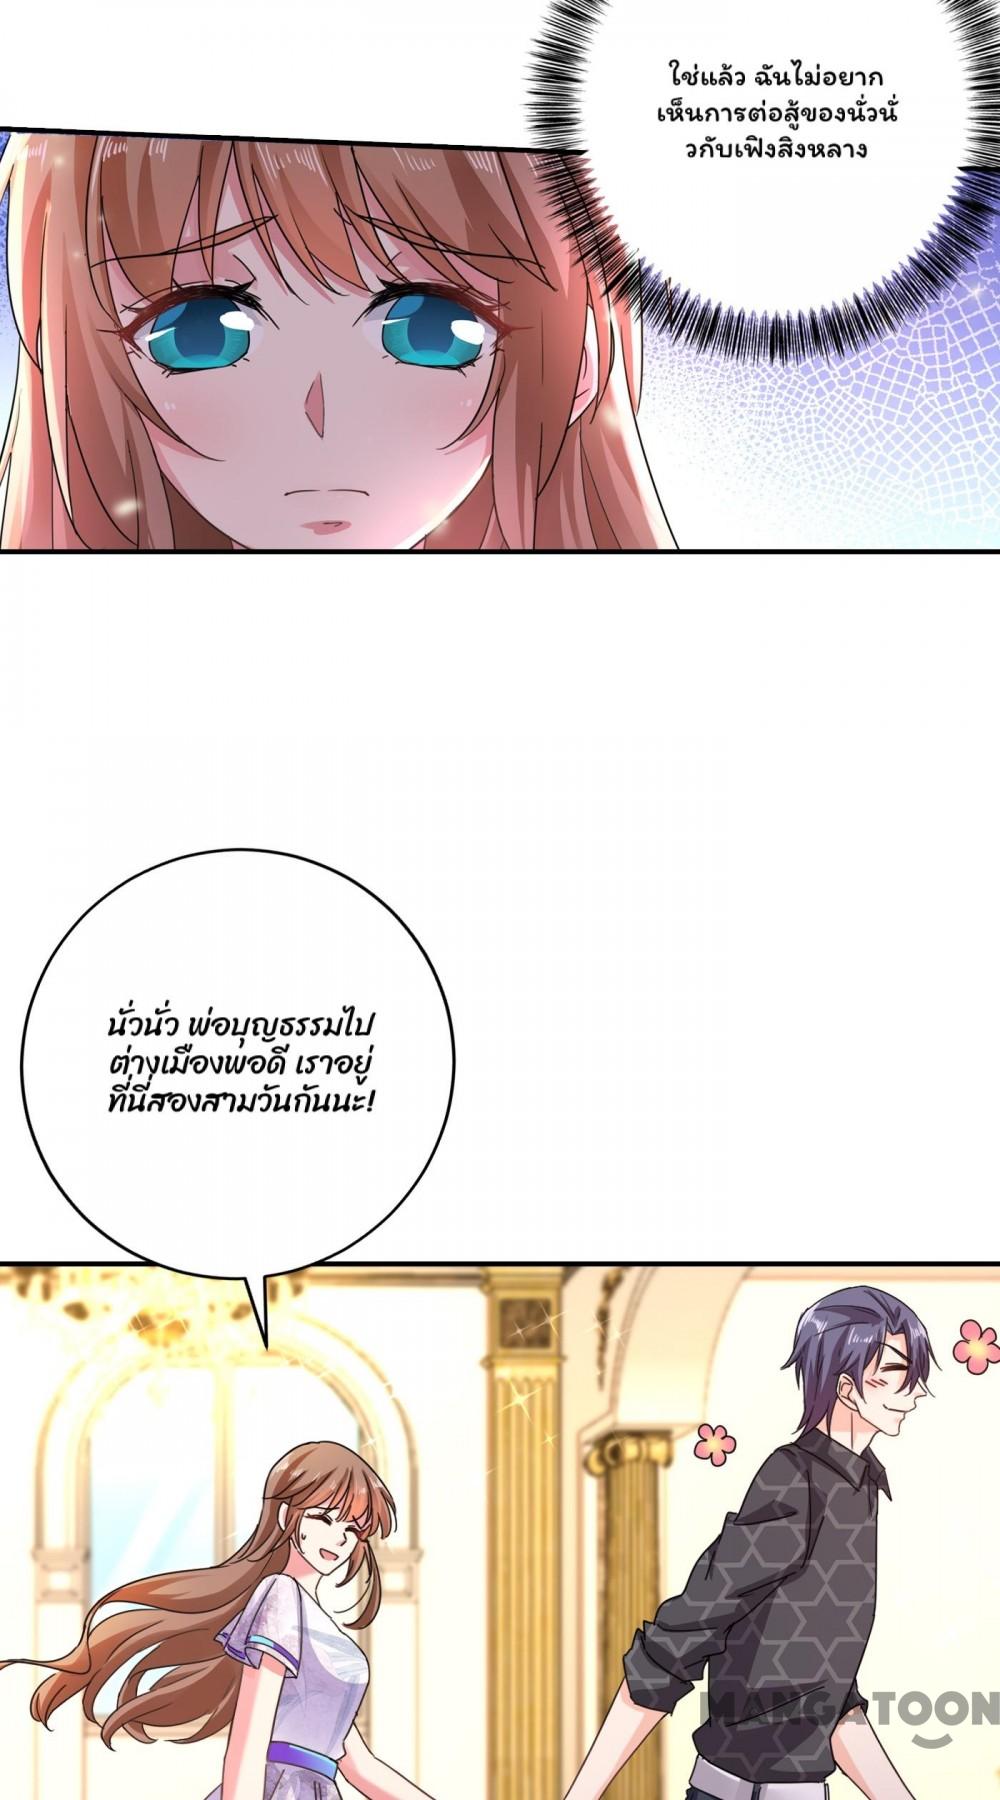 ใช่แล้ว ฉันไม่อยาก
เห็นการต่อสู้ของนั่วนั่
วกับเฟิงสิงหลาง
นั่วนั่ว พ่อบุญธรรมไป
ต่างเมืองพอดี เราอยู่
ที่นี่สองสามวันกันนะ!
MANGATOON